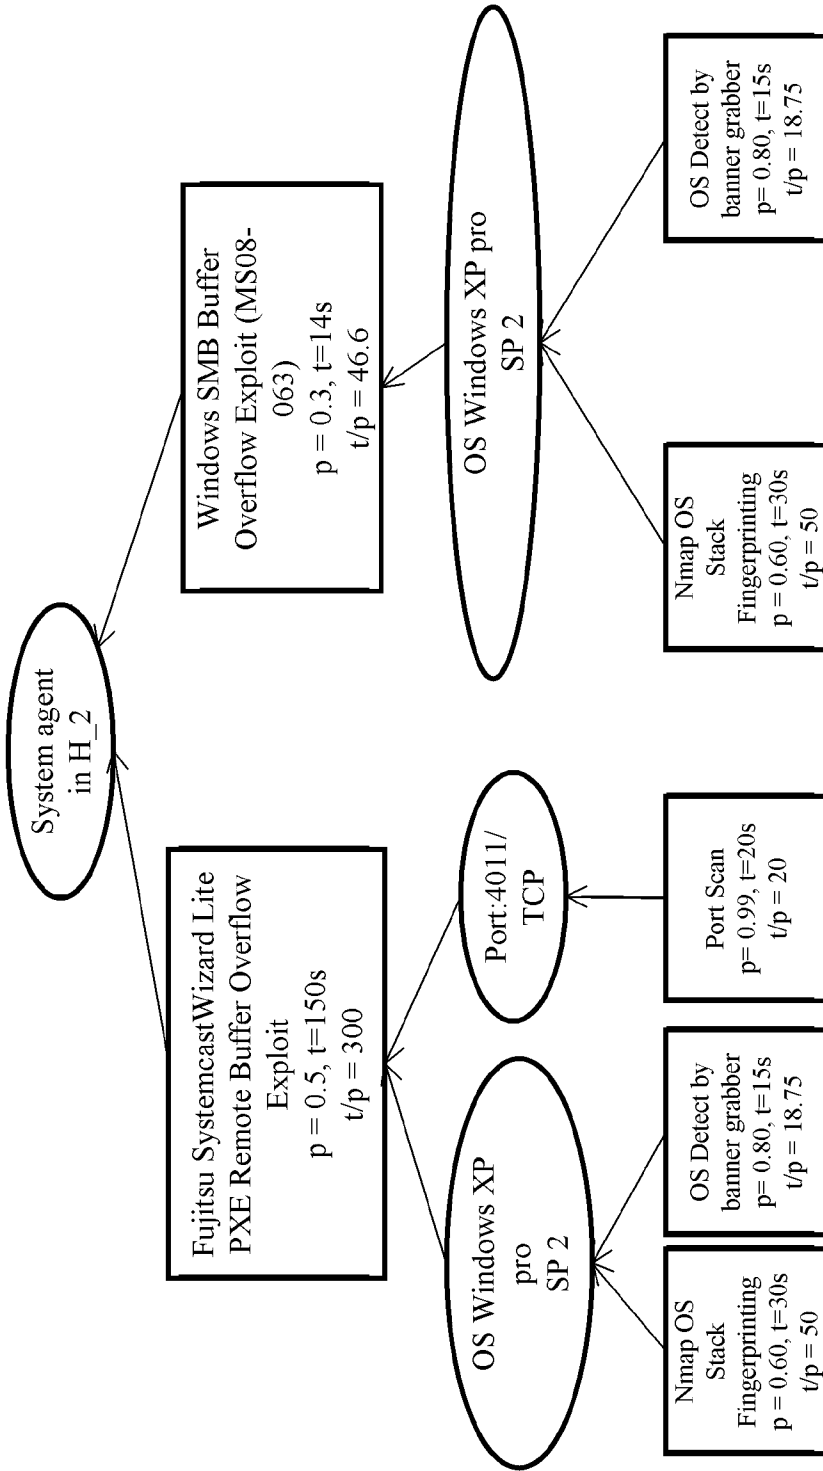 System agent
in H_2
Fujitsu SystemcastWizard Lite
PXE Remote Buffer Overflow
Exploit
p = 0.5, t=150s
t/p = 300
Windows SMB Buffer
Overflow Exploit (MS08-
063)
p = 0.3, t=14s
t/p = 46.6
OS Windows XP
pro
SP 2
Port:4011/
TCP
OS Windows XP pro
SP 2
Nmap OS
Stack
Fingerprinting
p = 0.60, t=30s
t/p = 50
OS Detect by
banner grabber
p= 0.80, t=15s
t/p = 18.75
Port Scan
p= 0.99, t=20s
t/p = 20
Nmap OS
Stack
Fingerprinting
p = 0.60, t=30s
t/p = 50
OS Detect by
banner grabber
p= 0.80, t=15s
t/p = 18.75